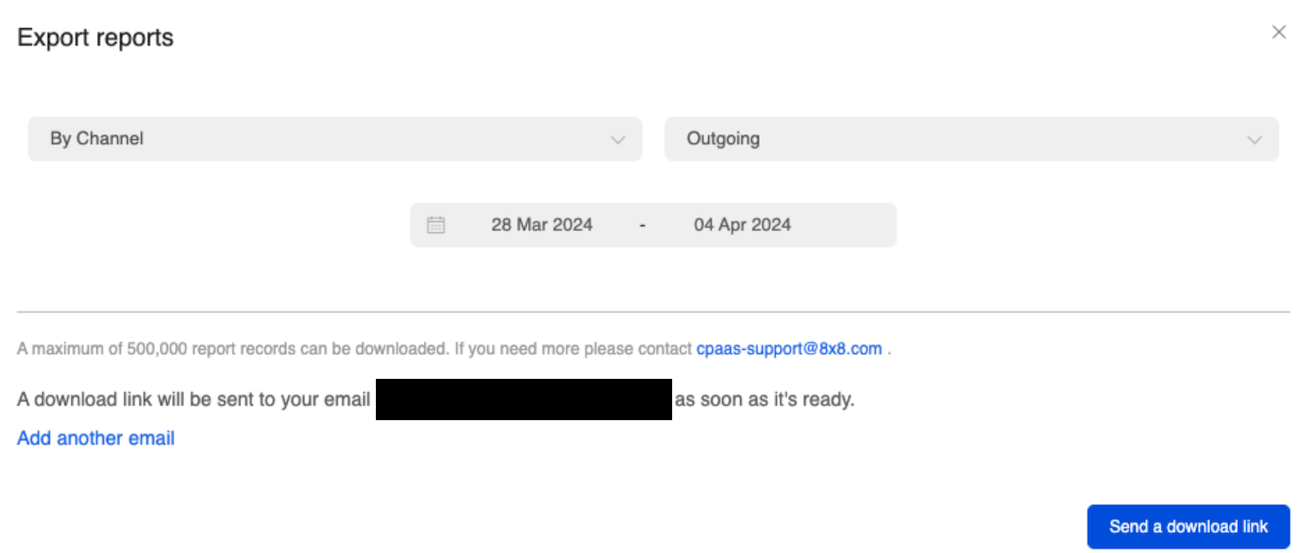 Export reports
By Channel
Outgoing
28 Mar 2024 - 04 Apr 2024
A maximum of 500,000 report records can be downloaded. If you need more please contact cpaas-support@8x8.com .
A download link will be sent to your email as soon as it's ready.
Add another email
Send a download link